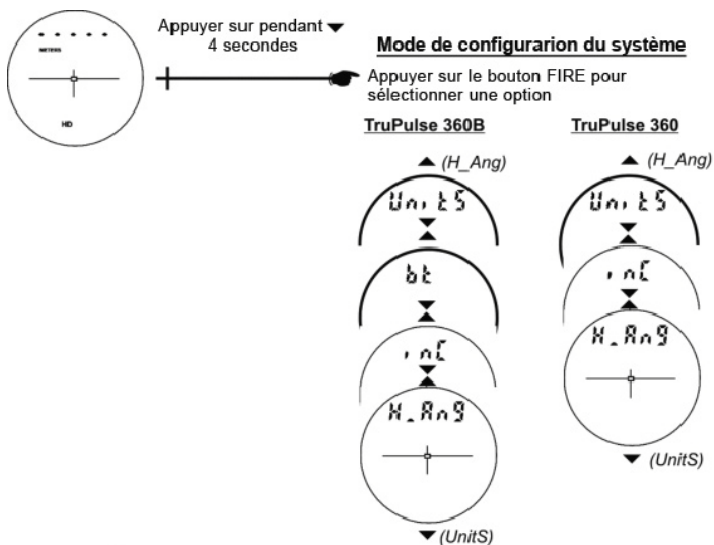 Appuyer sur pendant
4 secondes
METERS
HD
Mode de configurarion du système
Appuyer sur le bouton FIRE pour
sélectionner une option
TruPulse 360B
(H_Ang)
UnitS
bt
inC
H_Ang
(UnitS)
TruPulse 360
(H_Ang)
UnitS
inC
H_Ang
(UnitS)